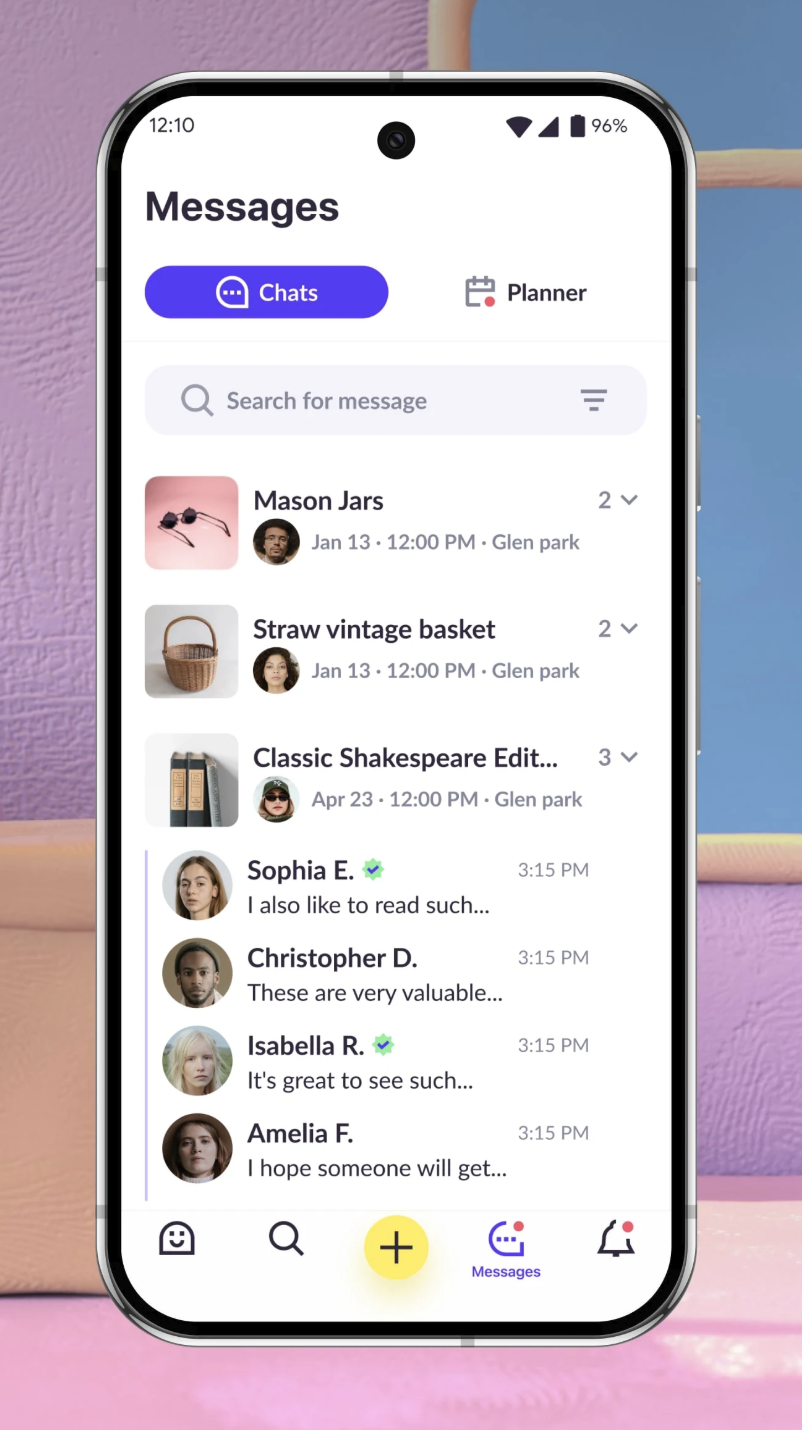 12:10
96%
Messages
Chats
Planner
Search for message
Mason Jars
2
Jan 13 · 12:00 PM · Glen park
Straw vintage basket
2
Jan 13 · 12:00 PM · Glen park
Classic Shakespeare Edit...
3
Apr 23 · 12:00 PM · Glen park
Sophia E.
3:15 PM
I also like to read such...
Christopher D.
3:15 PM
These are very valuable...
Isabella R.
3:15 PM
It's great to see such...
Amelia F.
3:15 PM
I hope someone will get...
Messages